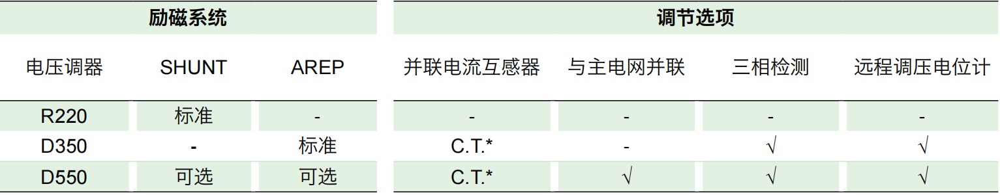 励磁系统 调节选项
电压调器 SHUNT AREP 并联电流互感器 与主电网并联 三相检测 远程调压电位计
R220 标准 - - - - -
D350 - 标准 C.T.* - √ √
D550 可选 可选 C.T.* √ √ √